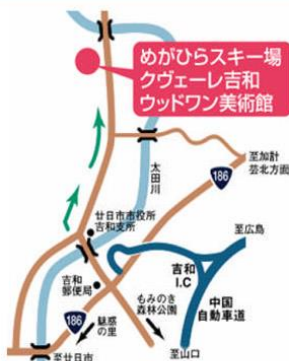 めがひらスキー場
クヴェーレ吉和
ウッドワン美術館
至加計
芸北方面
186
太田川
廿日市市役所
吉和支所
至広島
吉和
I.C
吉和
郵便局
もみのき
森林公園
中国
自動車道
186
魅惑
の里
至廿日市
至山口